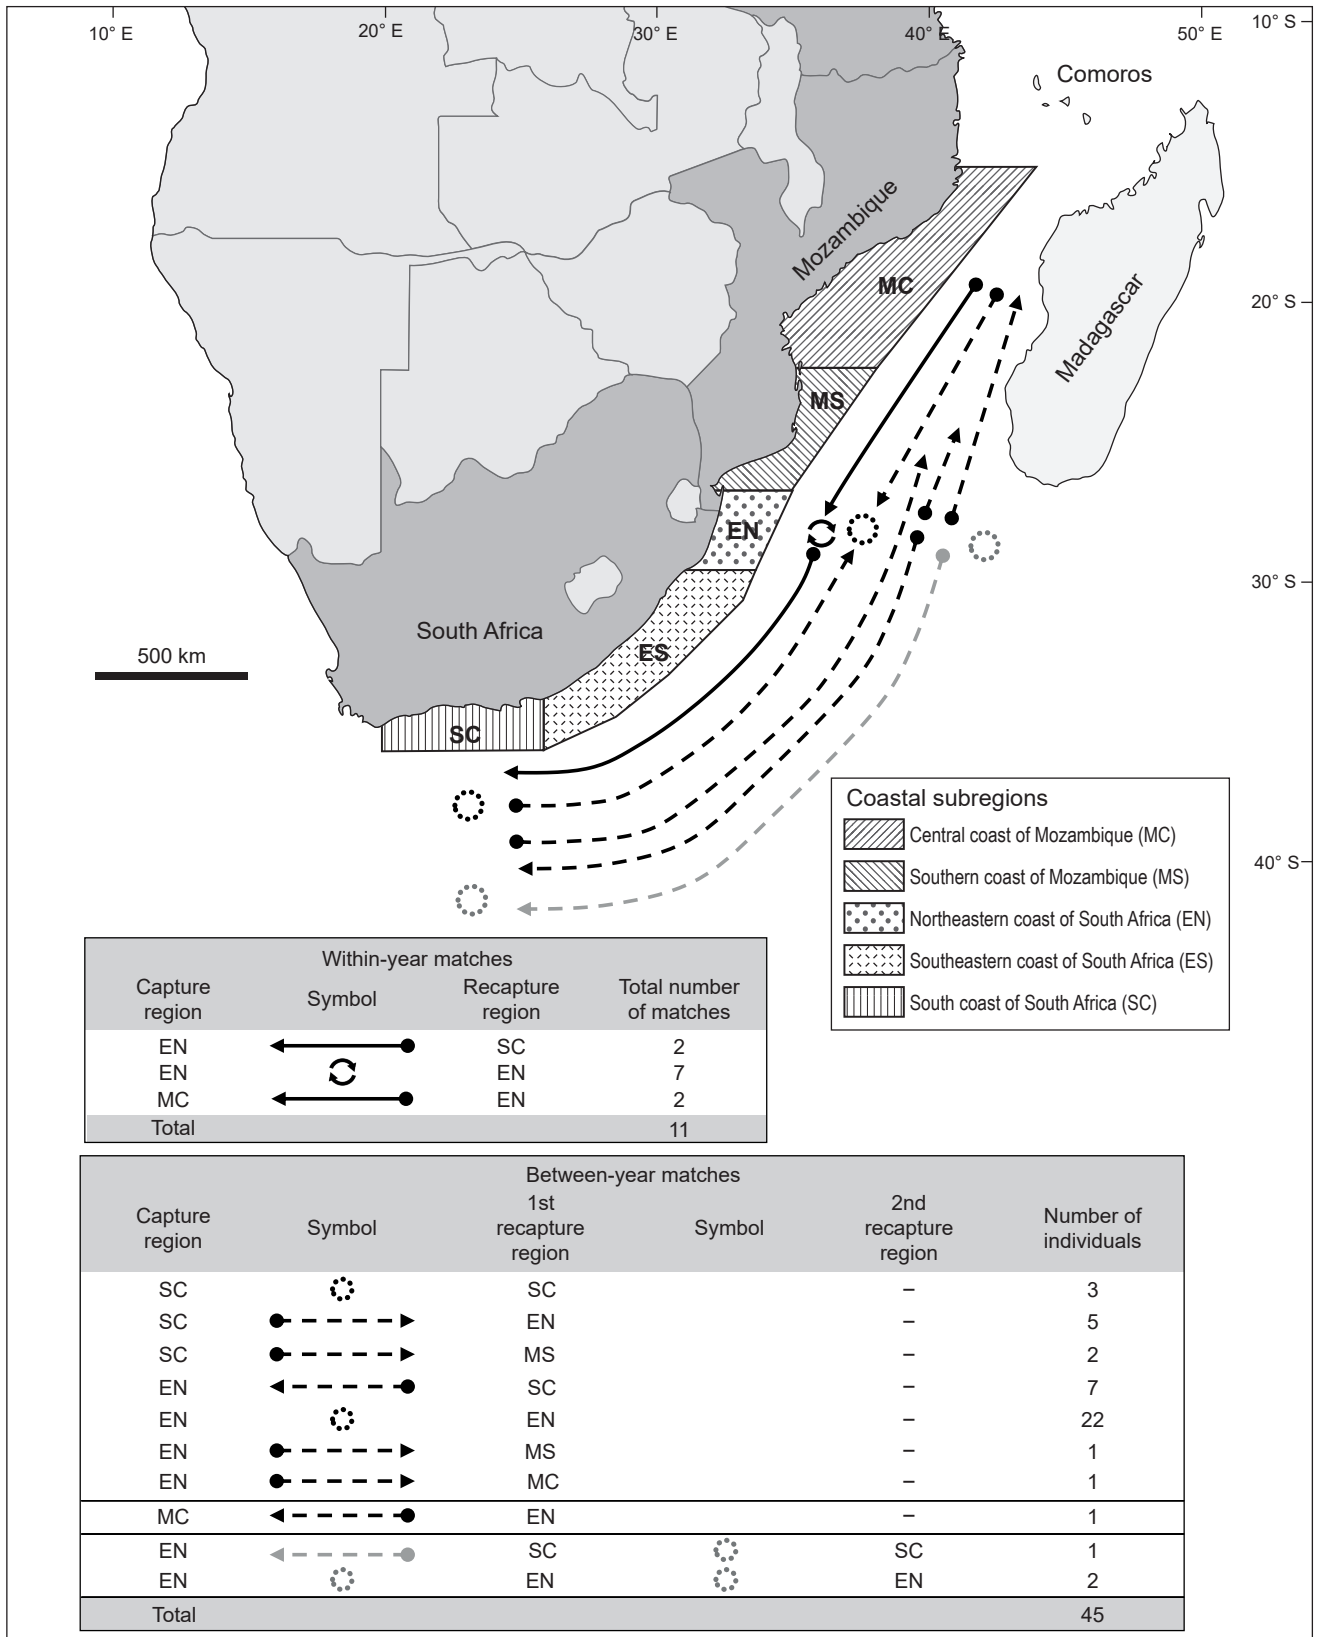 10° E
20° E
30° E
40° E
50° E
10° S
Comoros
Mozambique
MC
Madagascar
20° S
MS
EN
30° S
South Africa
ES
500 km
SC
40° S
Coastal subregions
Central coast of Mozambique (MC)
Southern coast of Mozambique (MS)
Northeastern coast of South Africa (EN)
Southeastern coast of South Africa (ES)
South coast of South Africa (SC)
Within-year matches
Capture region Symbol Recapture region Total number of matches
EN SC 2
EN EN 7
MC EN 2
Total 11
Between-year matches
Capture region Symbol 1st recapture region Symbol 2nd recapture region Number of individuals
SC SC – 3
SC EN – 5
SC MS – 2
EN SC – 7
EN EN – 22
EN MS – 1
EN MC – 1
MC EN – 1
EN SC SC 1
EN EN EN 2
Total 45